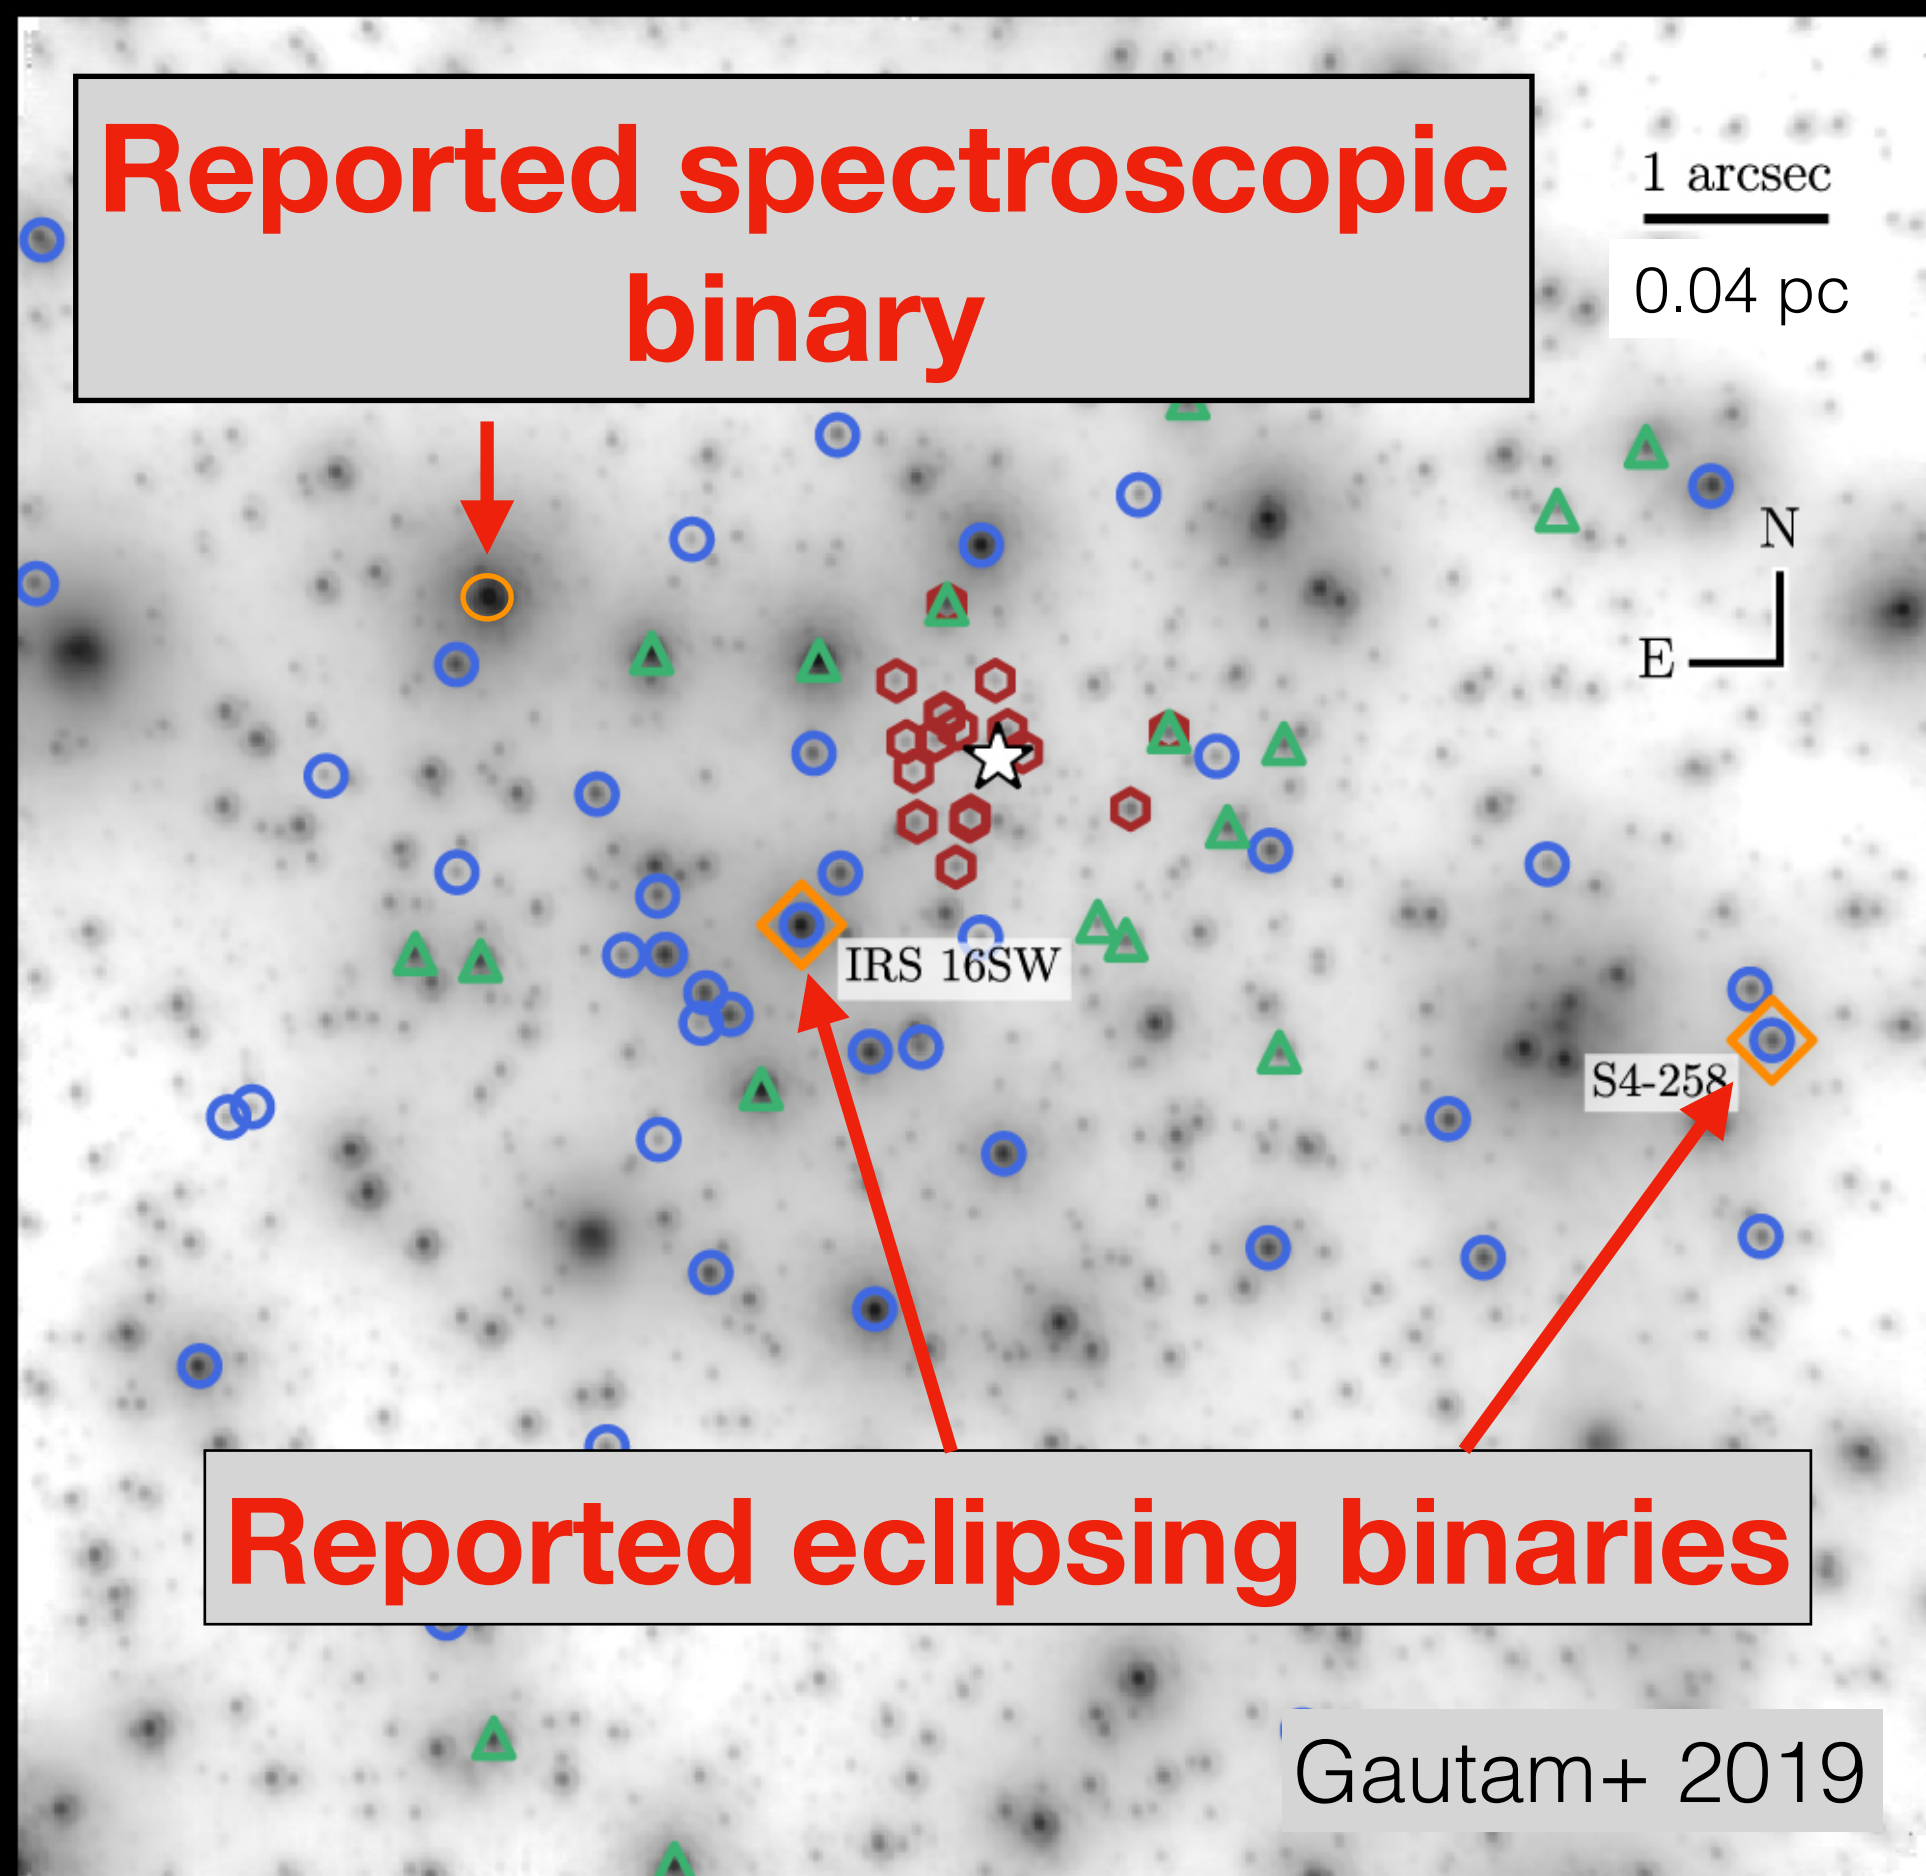 Reported spectroscopic
binary
1 arcsec
0.04 pc
N
E
IRS 16SW
S4-258
Reported eclipsing binaries
Gautam+ 2019